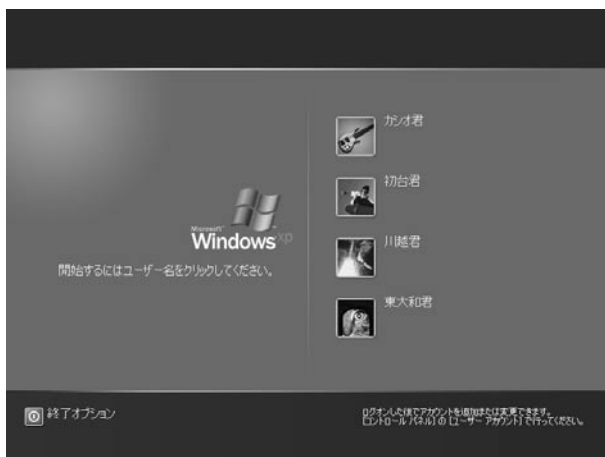 カシオ君
初台君
川越君
東大和君
Microsoft
Windows xp
開始するにはユーザー名をクリックしてください。
終了オプション
ログオンした後でアカウントを追加または変更できます。
[コントロール パネル] の [ユーザー アカウント] で行ってください。